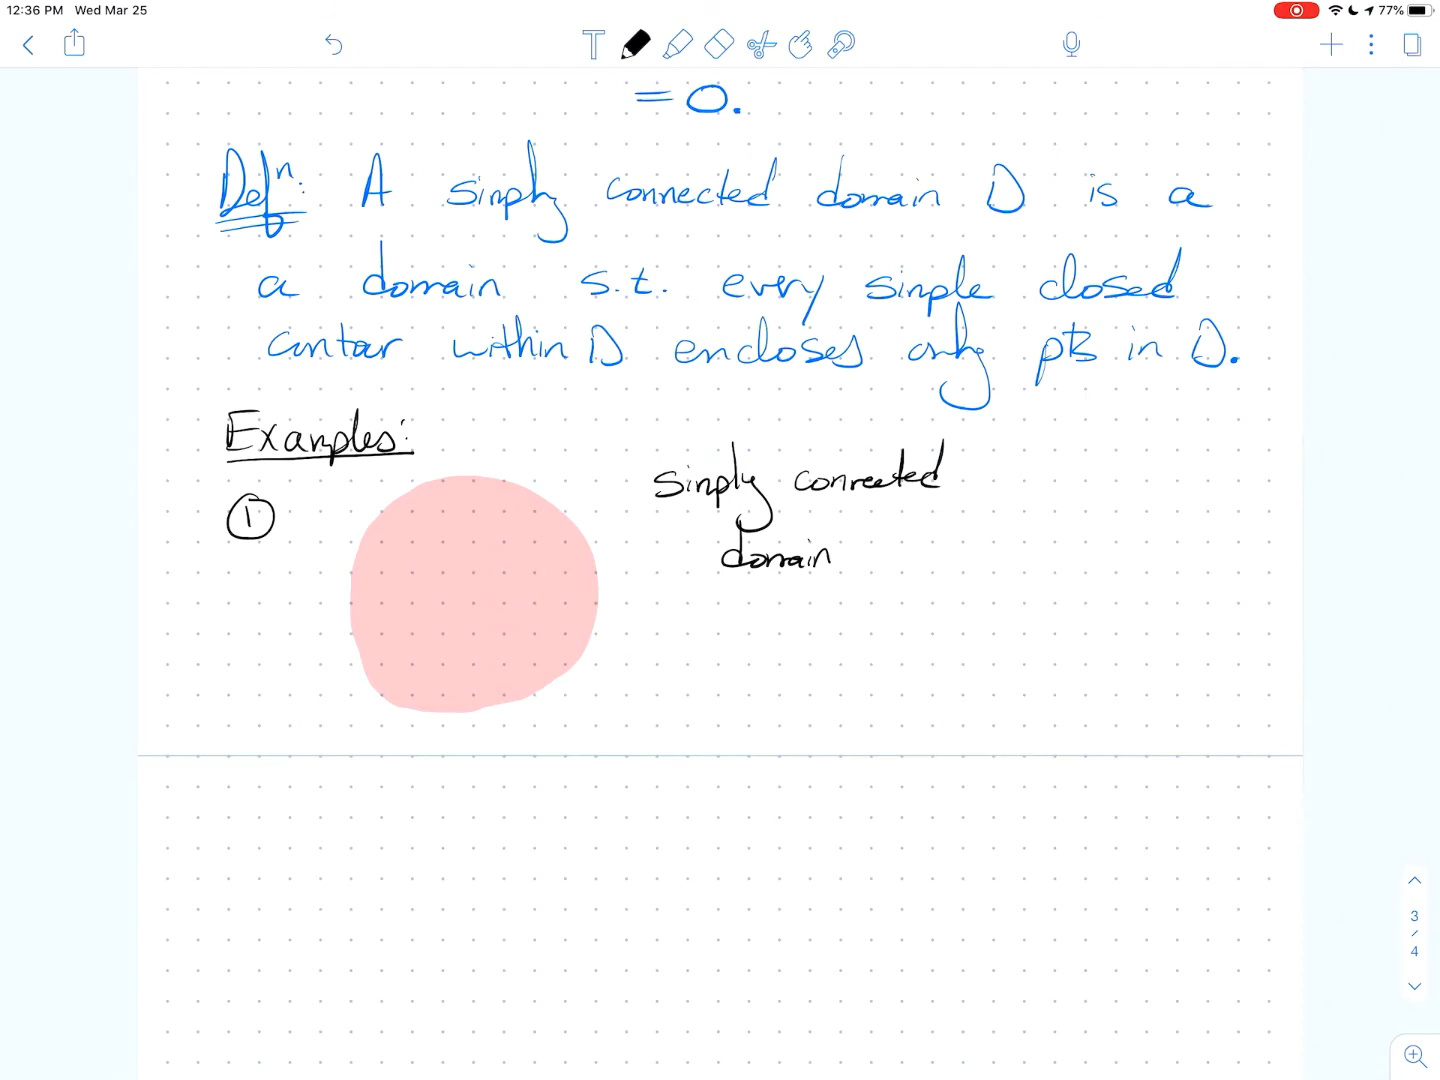 12:36 PM Wed Mar 25
77%
= 0.
Defn: A simply connected domain D is a
a domain s.t. every simple closed
contour within D encloses only pts in D.
Examples:
① simply connected
domain
3
/
4